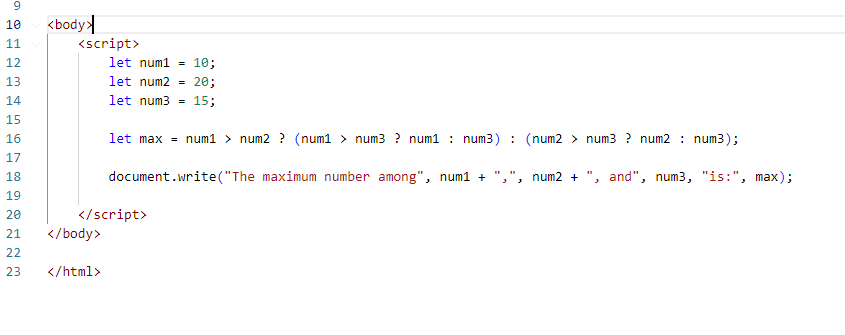 9
10 <body>
11     <script>
12         let num1 = 10;
13         let num2 = 20;
14         let num3 = 15;
15
16         let max = num1 > num2 ? (num1 > num3 ? num1 : num3) : (num2 > num3 ? num2 : num3);
17
18         document.write("The maximum number among", num1 + ",", num2 + ", and", num3, "is:", max);
19
20     </script>
21 </body>
22
23 </html>